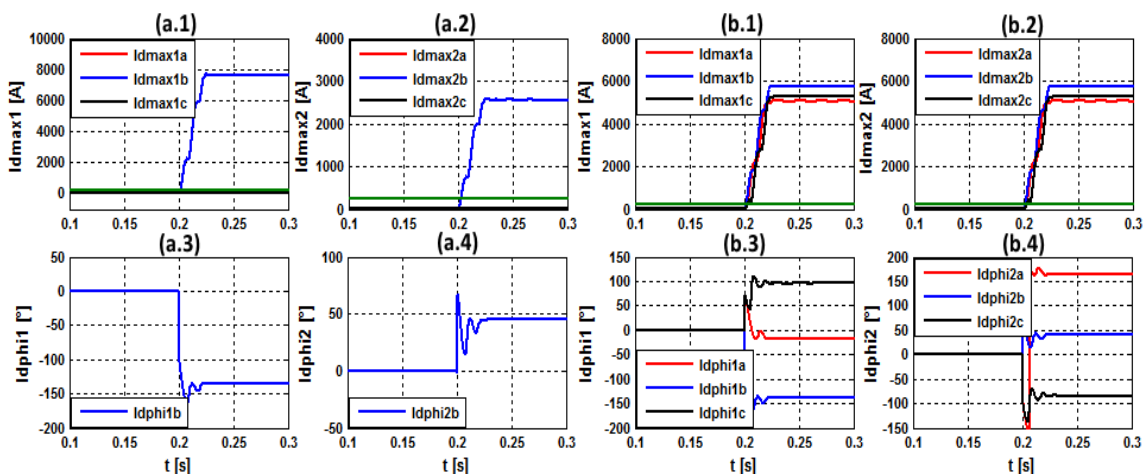 (a.1)
Idmax1 [A]
10000
8000
6000
4000
2000
0
Idmax1a
Idmax1b
Idmax1c
0.1
0.15
0.2
0.25
0.3
(a.2)
Idmax2 [A]
4000
3000
2000
1000
0
Idmax2a
Idmax2b
Idmax2c
0.1
0.15
0.2
0.25
0.3
(b.1)
Idmax1 [A]
8000
6000
4000
2000
0
Idmax1a
Idmax1b
Idmax1c
0.1
0.15
0.2
0.25
0.3
(b.2)
Idmax2 [A]
8000
6000
4000
2000
0
Idmax2a
Idmax2b
Idmax2c
0.1
0.15
0.2
0.25
0.3
(a.3)
Idphi1 [°]
50
0
-50
-100
-150
-200
Idphi1b
0.1
0.15
0.2
0.25
0.3
t [s]
(a.4)
Idphi2 [°]
100
50
0
-50
Idphi2b
0.1
0.15
0.2
0.25
0.3
t [s]
(b.3)
Idphi1 [°]
150
100
50
0
-50
-100
-150
-200
Idphi1a
Idphi1b
Idphi1c
0.1
0.15
0.2
0.25
0.3
t [s]
(b.4)
Idphi2 [°]
200
150
100
50
0
-50
-100
-150
Idphi2a
Idphi2b
Idphi2c
0.1
0.15
0.2
0.25
0.3
t [s]